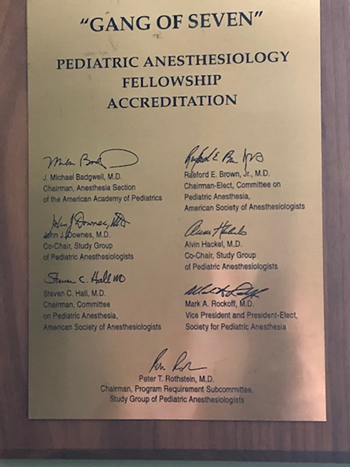 "GANG OF SEVEN"
PEDIATRIC ANESTHESIOLOGY
FELLOWSHIP
ACCREDITATION
J. Michael Badgwell, M.D.
Chairman, Anesthesia Section
of the American Academy of Pediatrics
Raeford E. Brown, Jr., M.D.
Chairman-Elect, Committee on
Pediatric Anesthesia,
American Society of Anesthesiologists
John J. Downes, M.D.
Co-Chair, Study Group
of Pediatric Anesthesiologists
Alvin Hackel, M.D.
Co-Chair, Study Group
of Pediatric Anesthesiologists
Steven C. Hall MD
Steven C. Hall, M.D.
Chairman, Committee
on Pediatric Anesthesia,
American Society of Anesthesiologists
Mark A. Rockoff, M.D.
Vice President and President-Elect,
Society for Pediatric Anesthesia
Peter T. Rothstein, M.D.
Chairman, Program Requirement Subcommittee,
Study Group of Pediatric Anesthesiologists